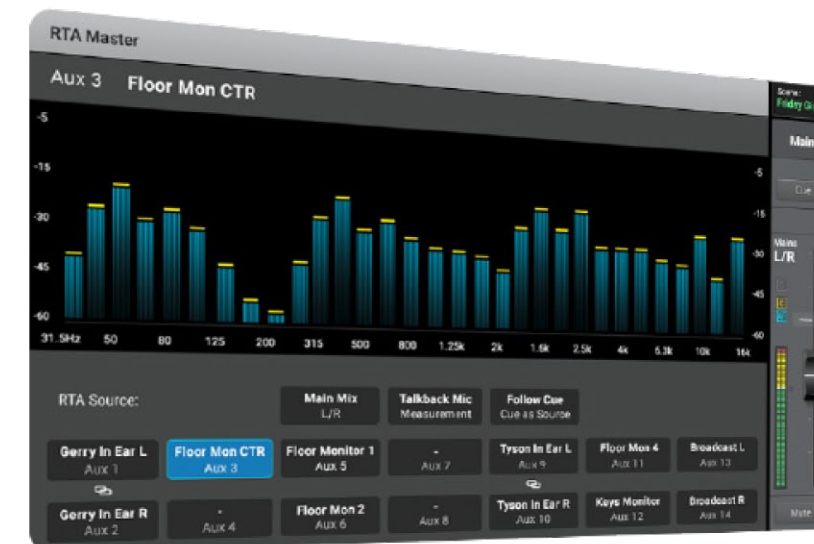 RTA Master
Aux 3 Floor Mon CTR
-5
-15
-30
-45
-60
-5
-15
-30
-45
-60
31.5Hz 50 80 125 200 315 500 800 1.25k 2k 1.6k 2.5k 4k 6.3k 10k 16k
RTA Source:
Main Mix
L/R
Talkback Mic
Measurement
Follow Cue
Cue as Source
Gerry In Ear L
Aux 1
Floor Mon CTR
Aux 3
Floor Monitor 1
Aux 5
-
Aux 7
Tyson In Ear L
Aux 9
Floor Mon 4
Aux 11
Broadcast L
Aux 13
Gerry In Ear R
Aux 2
-
Aux 4
Floor Mon 2
Aux 6
-
Aux 8
Tyson In Ear R
Aux 10
Keys Monitor
Aux 12
Broadcast R
Aux 14
Scene:
Friday
Main
Cue
Mains
L/R
Mute